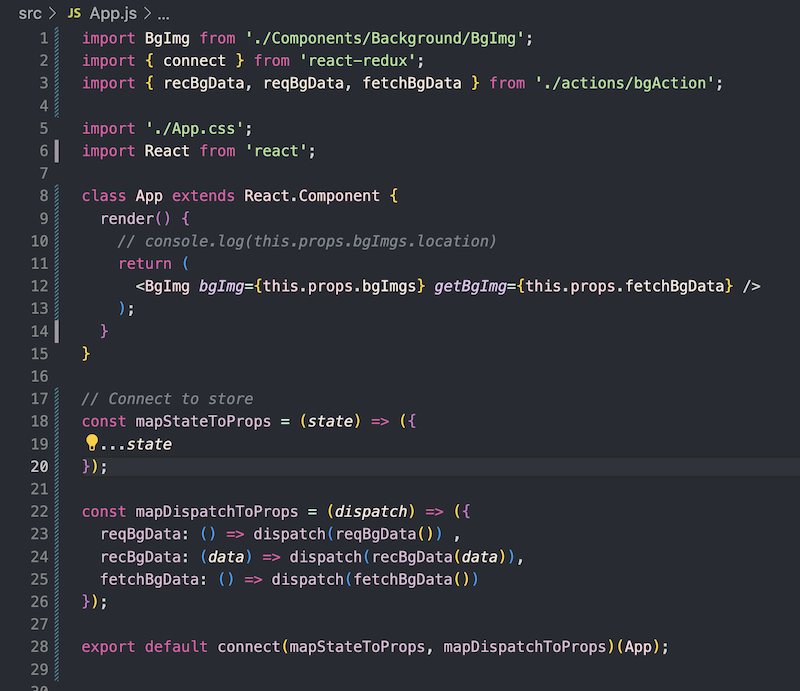 src > JS App.js > ...
1 import BgImg from './Components/Background/BgImg';
2 import { connect } from 'react-redux';
3 import { recBgData, reqBgData, fetchBgData } from './actions/bgAction';
4
5 import './App.css';
6 import React from 'react';
7
8 class App extends React.Component {
9   render() {
10     // console.log(this.props.bgImgs.location)
11     return (
12       <BgImg bgImg={this.props.bgImgs} getBgImg={this.props.fetchBgData} />
13     );
14   }
15 }
16
17 // Connect to store
18 const mapStateToProps = (state) => ({
19   ...state
20 });
21
22 const mapDispatchToProps = (dispatch) => ({
23   reqBgData: () => dispatch(reqBgData()) ,
24   recBgData: (data) => dispatch(recBgData(data)),
25   fetchBgData: () => dispatch(fetchBgData())
26 });
27
28 export default connect(mapStateToProps, mapDispatchToProps)(App);
29